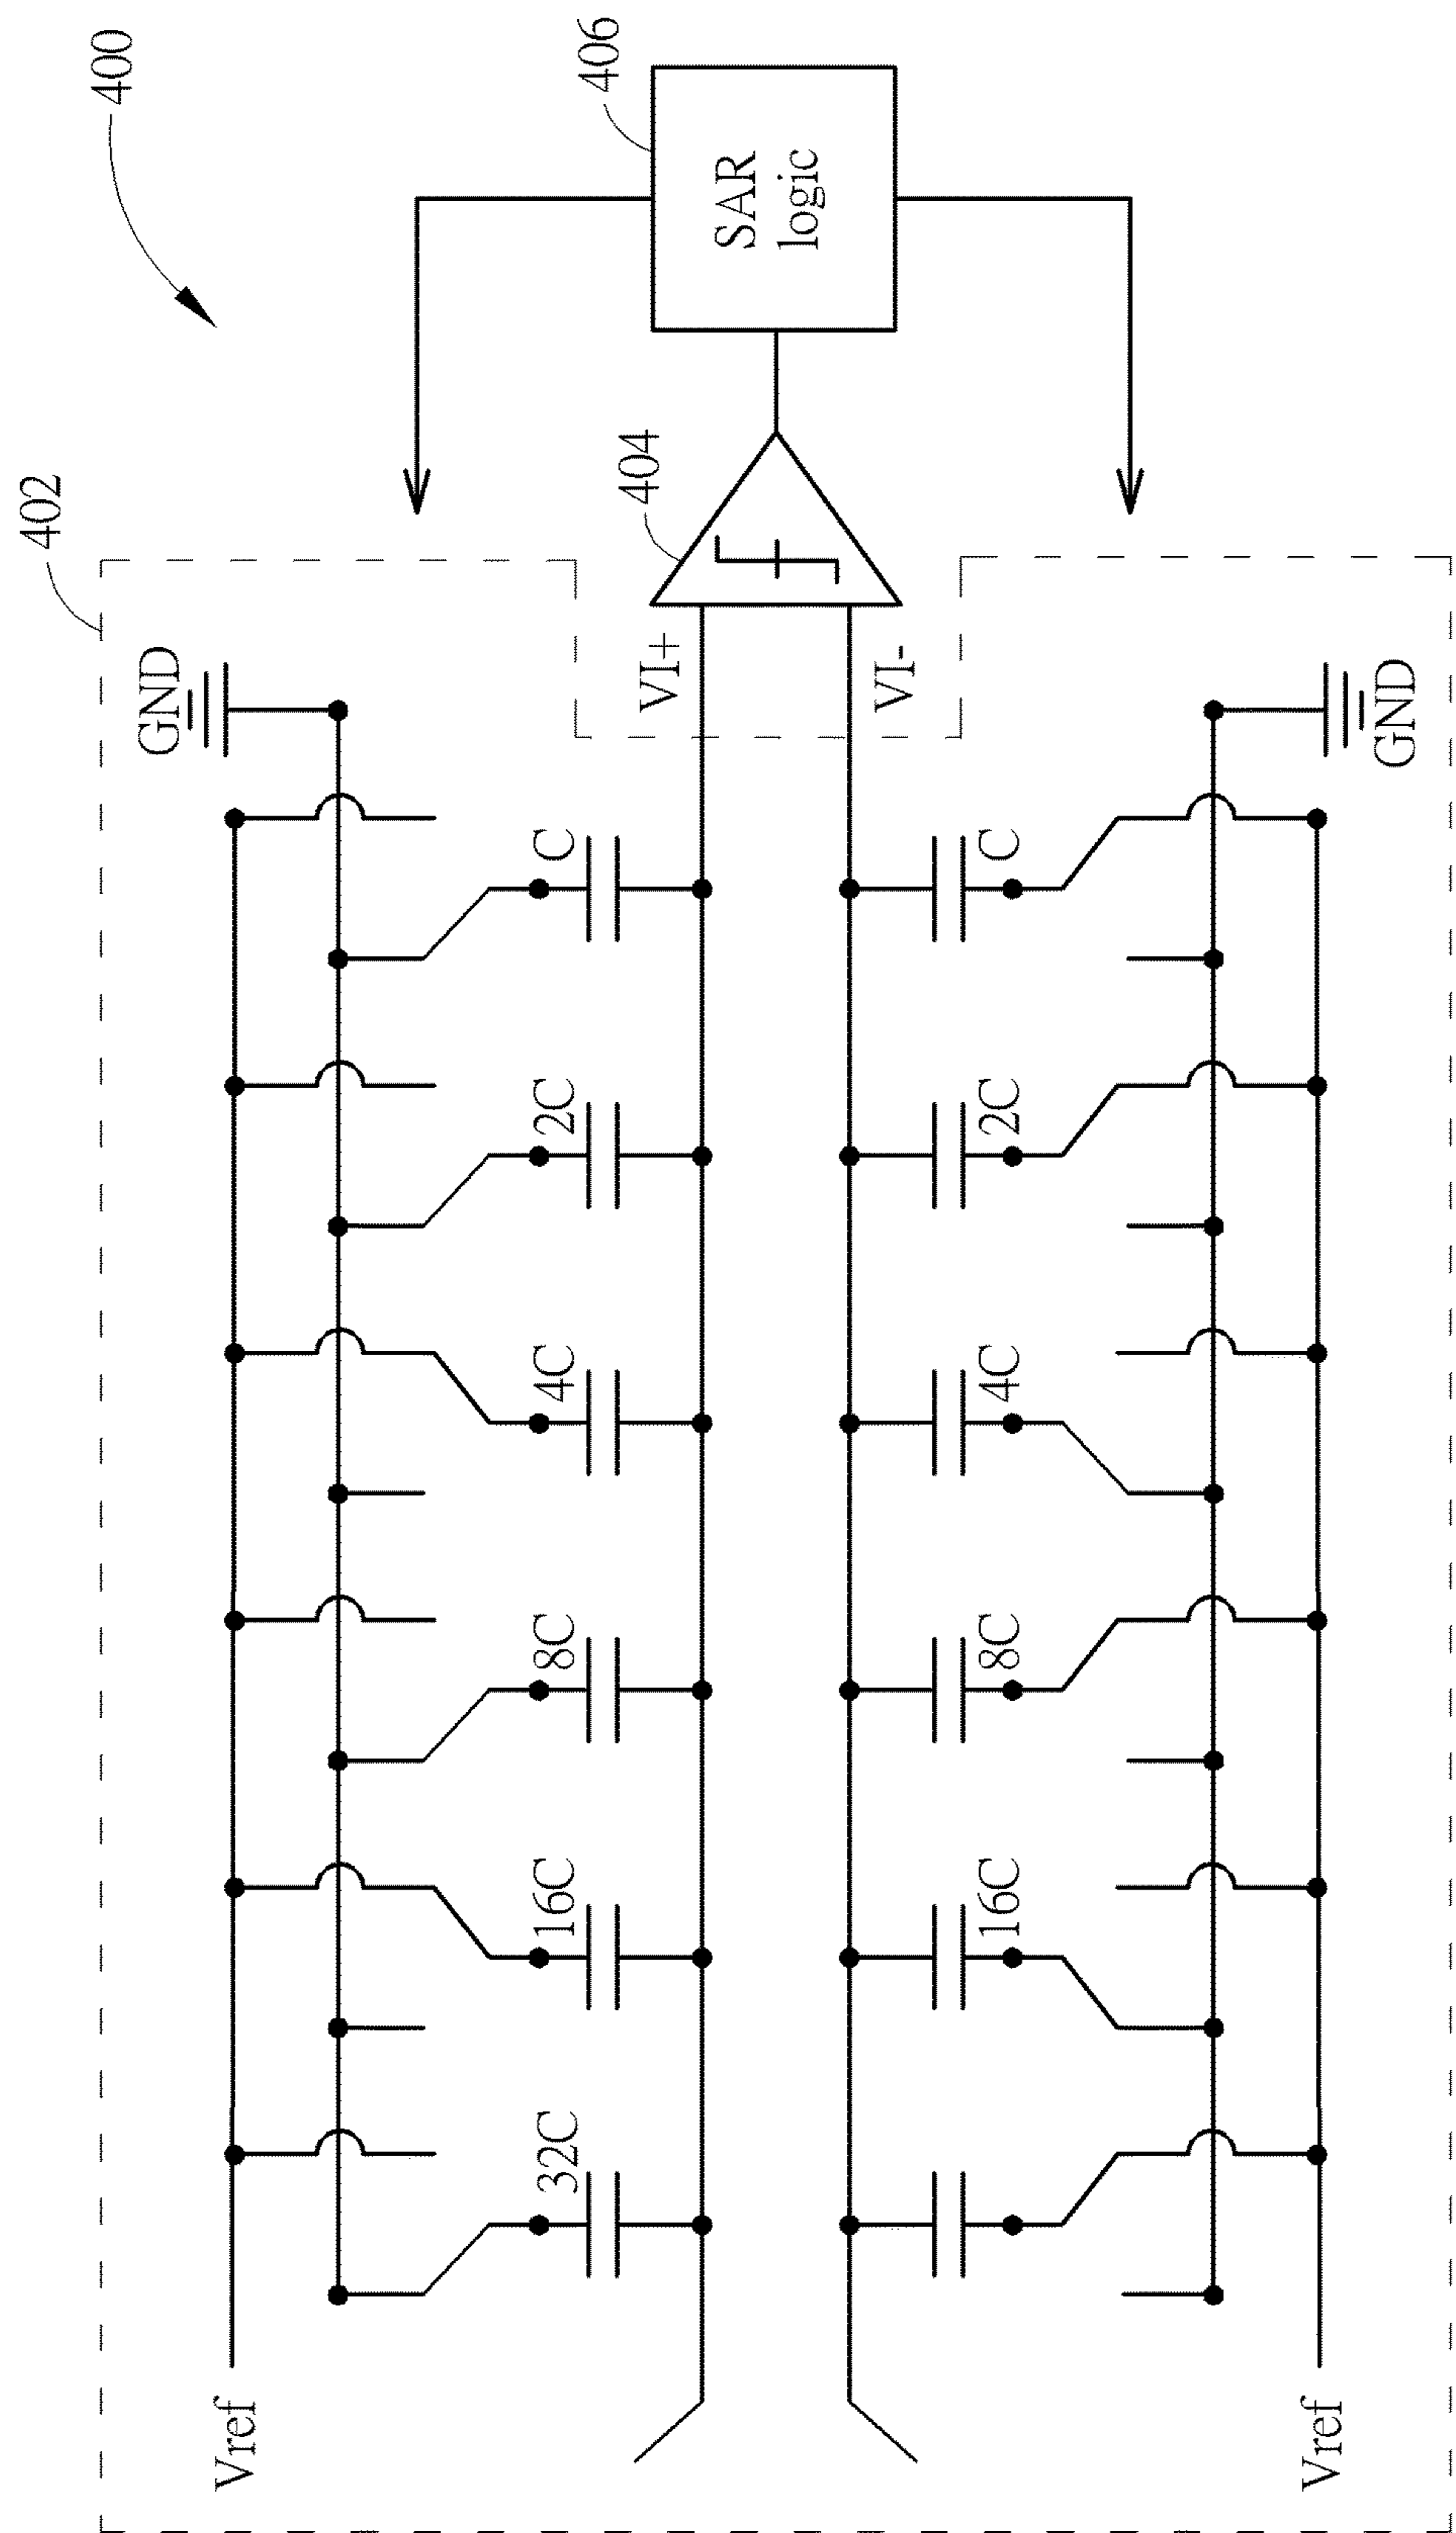 402
400
GND
Vref
32C 16C 8C 4C 2C C
406
404
VI+
SAR
logic
VI-
16C 8C 4C 2C C
Vref
GND